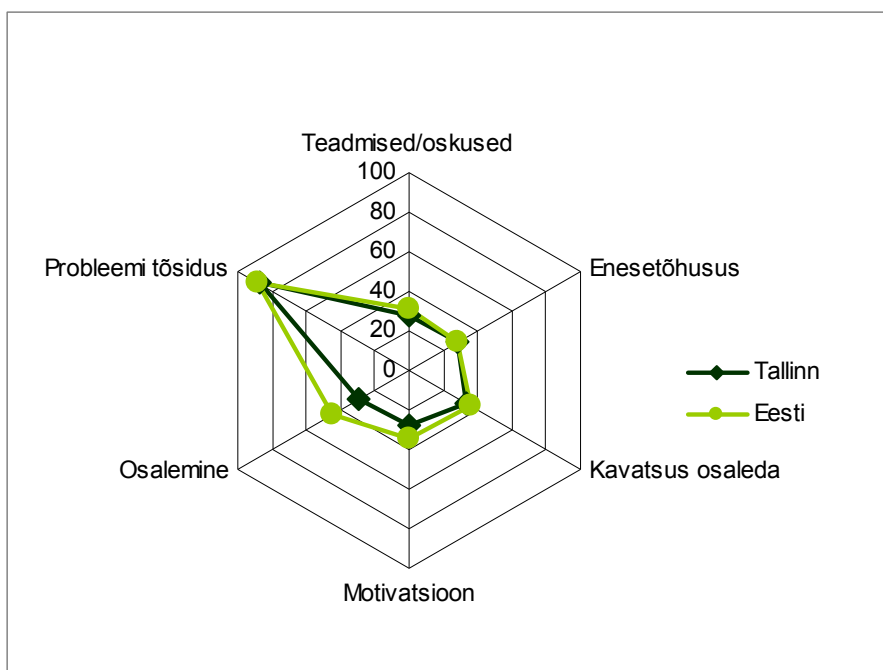 Teadmised/oskused
100
80
60
40
20
0
Probleemi tõsidus
Enesetõhusus
Tallinn
Eesti
Osalemine
Kavatsus osaleda
Motivatsioon